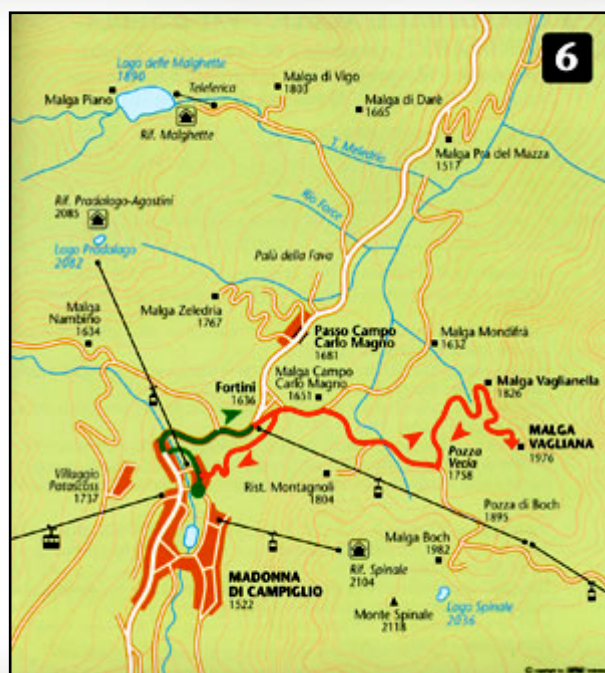 6
Lago delle Malghette
1890
Teleferica
Malga di Vigo
1803
Malga Piano
Malga di Darè
1665
Rif. Malghette
T. Meledrio
Malga Pra del Mazza
1517
Rif. Pradalago-Agostini
2085
Rio Force
Lago Pradalago
2082
Palù della Fava
Malga Zeledria
1767
Malga
Nambino
1634
Passo Campo
Carlo Magno
1681
Malga Mondifrà
1632
Malga Campo
Carlo Magno
1651
Fortini
1636
Malga Vaglianella
1826
MALGA
VAGLIANA
1976
Villaggio
Patascoss
1737
Pozza
Vecia
1758
Rist. Montagnoli
1804
Pozza di Boch
1895
Malga Boch
1982
Rif. Spinale
2104
MADONNA
DI CAMPIGLIO
1522
Monte Spinale
2118
Lago Spinale
2036